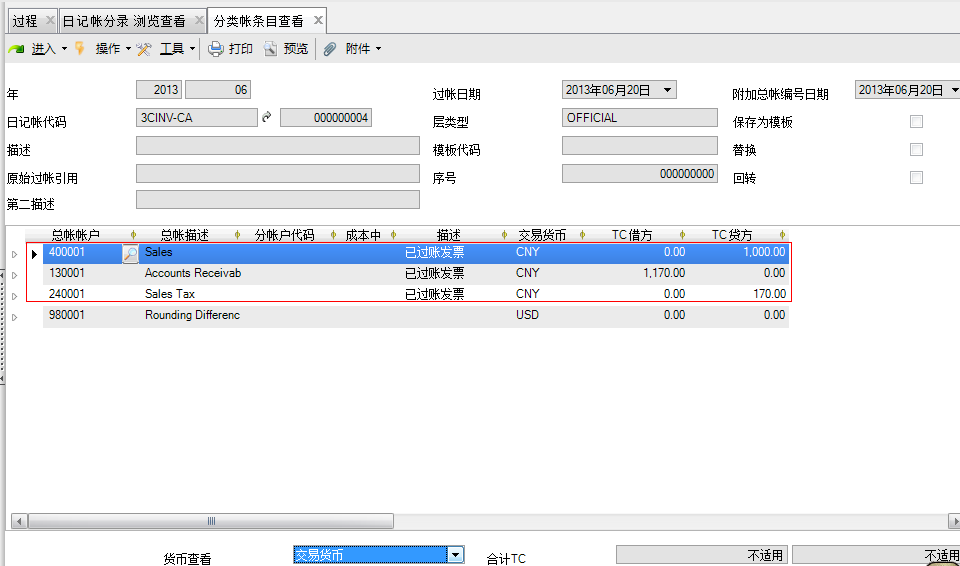 过程 日记帐分录 浏览查看 分类帐条目查看
进入 操作 工具 打印 预览 附件
年 2013 06 过帐日期 2013年06月20日 附加总帐编号日期 2013年06月20日
日记帐代码 3CINV-CA 000000004 层类型 OFFICIAL 保存为模板
描述 模板代码 替换
原始过帐引用 序号 000000000 回转
第二描述
总帐帐户 总帐描述 分帐户代码 成本中 描述 交易货币 TC借方 TC贷方
400001 Sales 已过账发票 CNY 0.00 1,000.00
130001 Accounts Receivab 已过账发票 CNY 1,170.00 0.00
240001 Sales Tax 已过账发票 CNY 0.00 170.00
980001 Rounding Differenc USD 0.00 0.00
货币查看 交易货币 合计TC 不适用 不适用